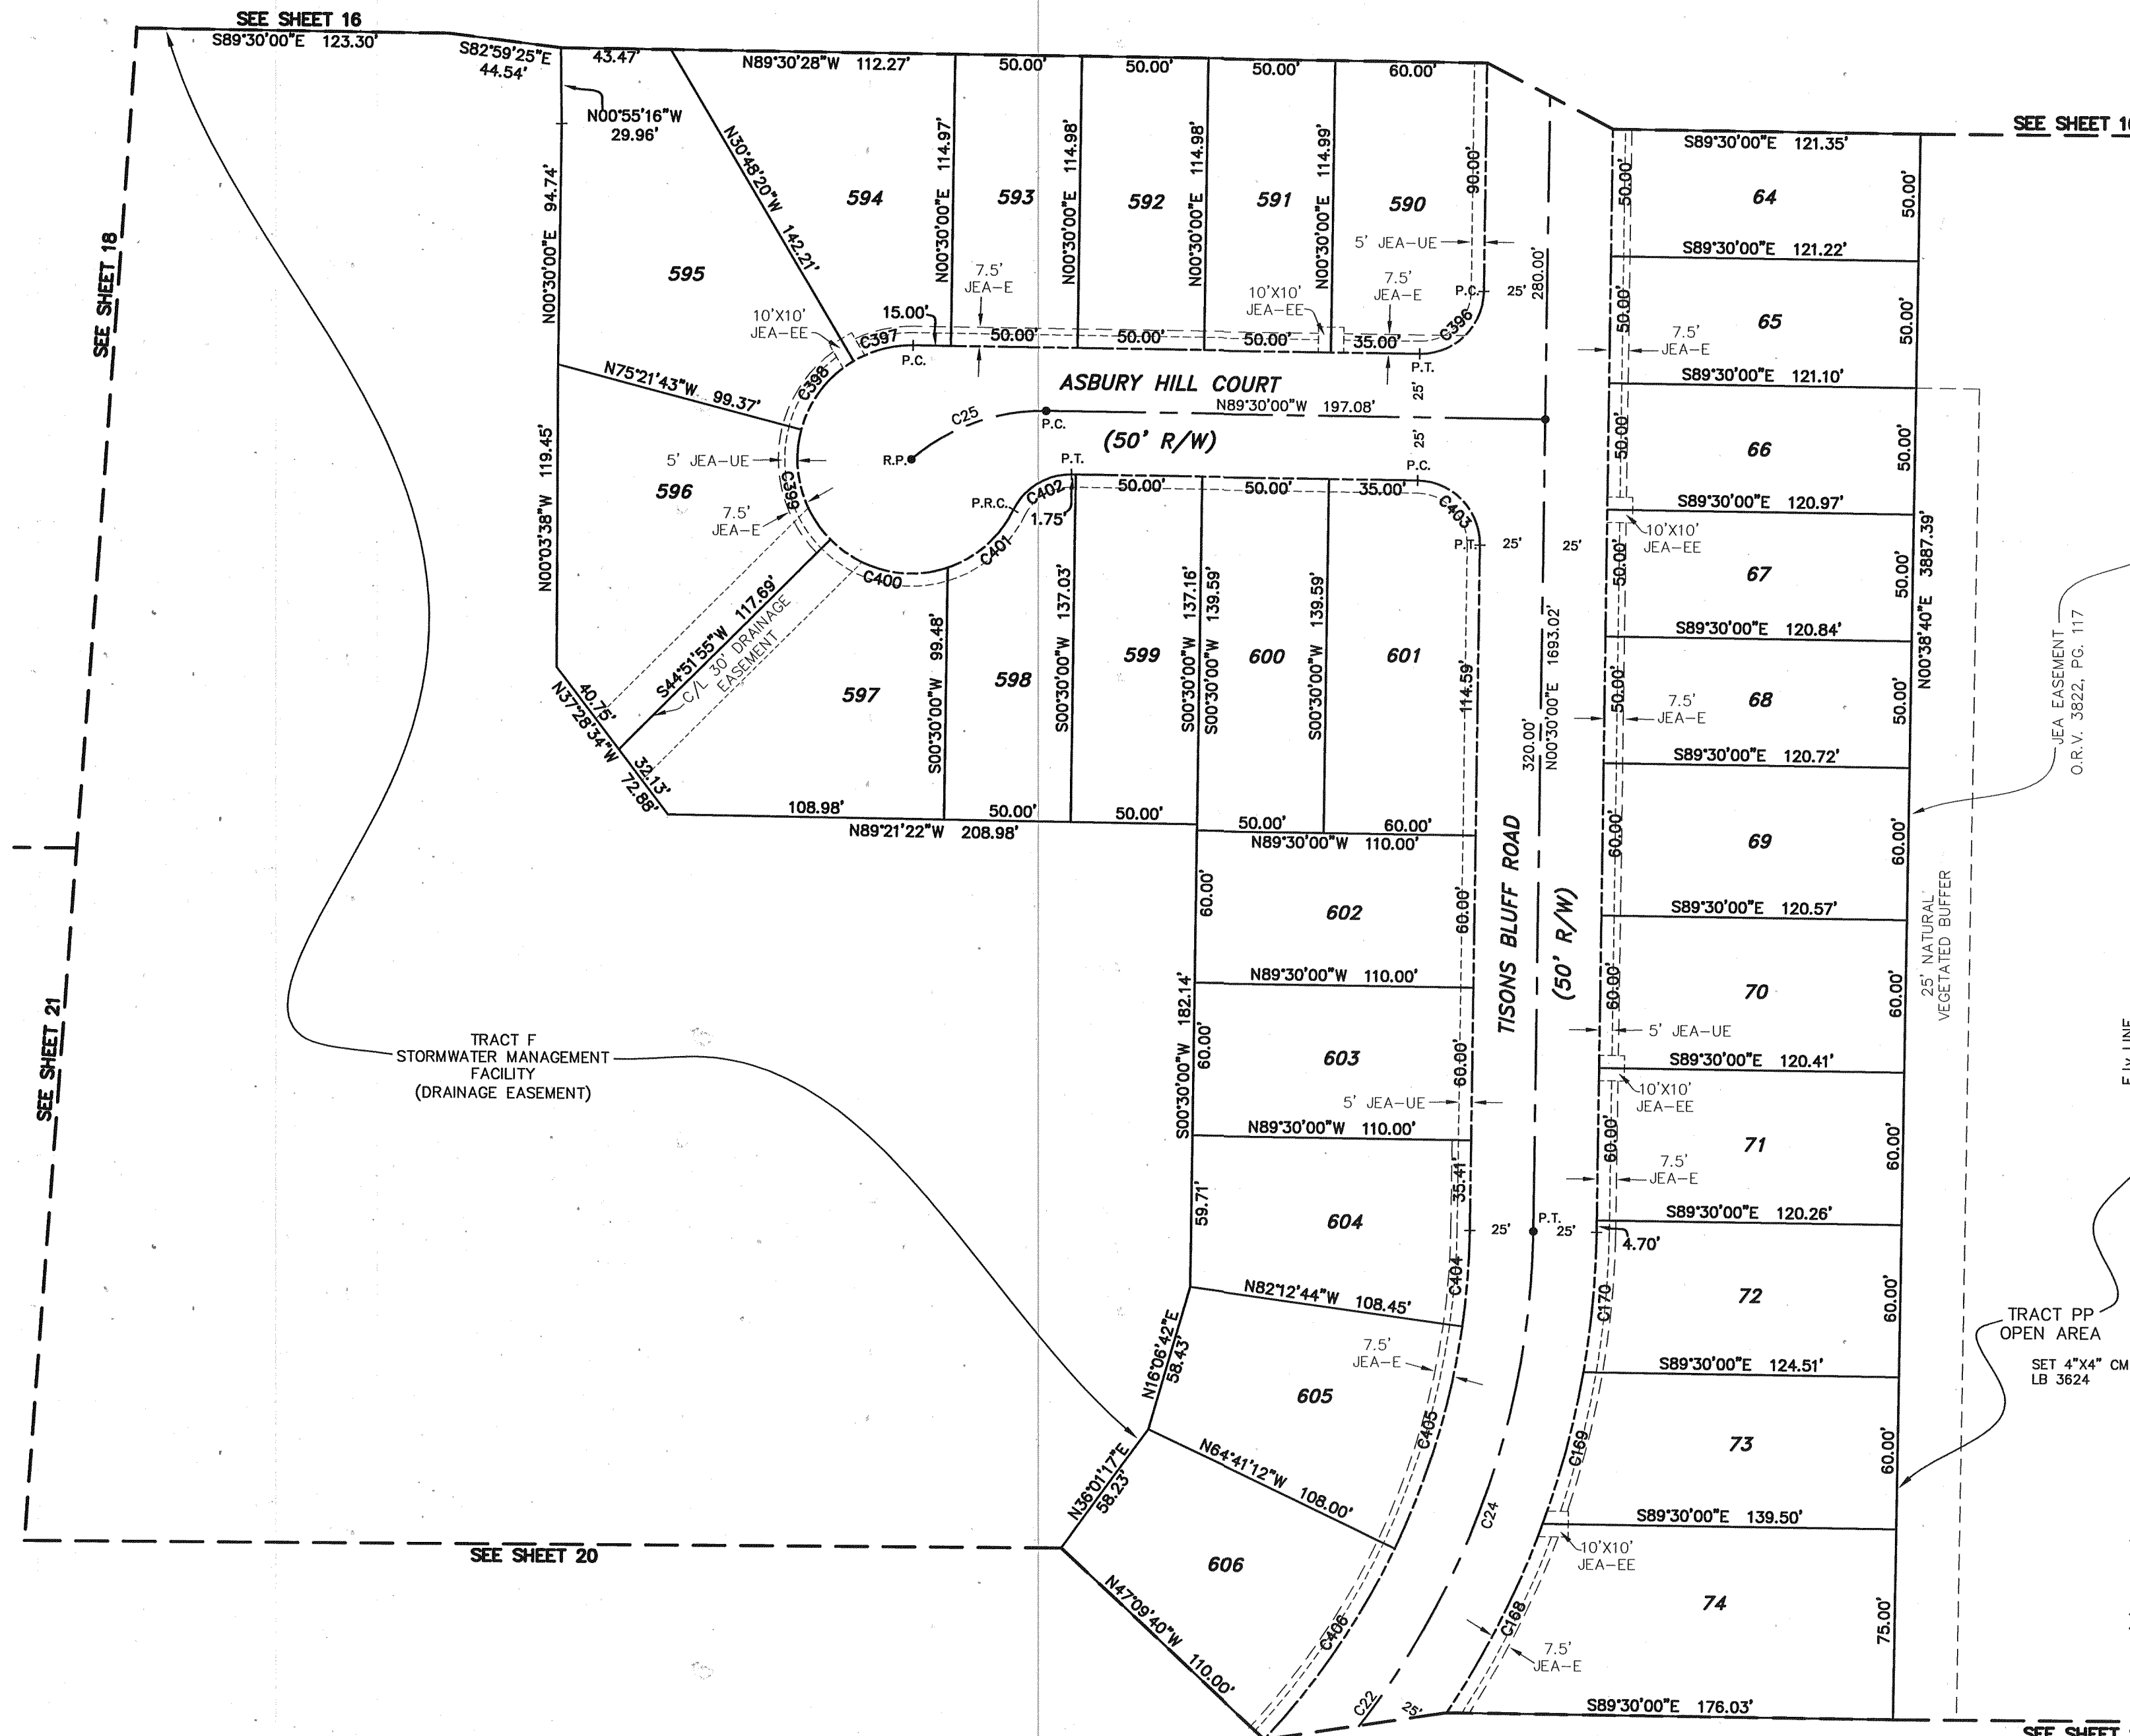 SEE SHEET 16
S89°30'00"E 123.30'
S82°59'25"E
44.54'
43.47'
N89°30'28"W 112.27'
50.00'
50.00'
50.00'
60.00'
SEE SHEET
S89°30'00"E 121.35'
N00°55'16"W
29.96'
N00°30'00"E 94.74'
N30°48'20"W 142.21'
N00°30'00"E 114.97'
N00°30'00"E 114.98'
N00°30'00"E 114.98'
N00°30'00"E 114.99'
90.00'
280.00'
594
593
592
591
590
595
5' JEA-UE
7.5'
JEA-E
10'X10'
JEA-EE
7.5'
JEA-E
P.C.
25'
10'X10'
JEA-EE
15.00'
C397
P.C.
50.00'
50.00'
50.00'
35.00'
C396
P.T.
C398
25'
ASBURY HILL COURT
N89°30'00"W 197.08'
C25
P.C.
(50' R/W)
25'
R.P.
N75°21'43"W 99.37'
SEE SHEET 18
N00°03'38"W 119.45'
596
5' JEA-UE
C399
7.5'
JEA-E
P.T.
P.R.C.
C402
1.75'
50.00'
50.00'
35.00'
P.C.
C403
P.T.
25'
25'
C401
C400
S44°51'55"W 117.69'
C/L 30' DRAINAGE
EASEMENT
40.75'
N37°28'34"W 72.88'
32.13'
597
S00°30'00"W 99.48'
598
S00°30'00"W 137.03'
599
S00°30'00"W 137.16'
S00°30'00"W 139.59'
600
S00°30'00"W 139.59'
601
114.59'
320.00'
N00°30'00"E 1693.02'
108.98'
50.00'
50.00'
N89°21'22"W 208.98'
50.00'
60.00'
N89°30'00"W 110.00'
TISONS BLUFF ROAD
(50' R/W)
60.00'
602
60.00'
N89°30'00"W 110.00'
S00°30'00"W 182.14'
60.00'
603
60.00'
5' JEA-UE
N89°30'00"W 110.00'
59.71'
604
35.41'
25'
P.T.
25'
4.70'
C404
N82°12'44"W 108.45'
N16°06'42"E
58.43'
7.5'
JEA-E
605
C405
N64°41'12"W 108.00'
N36°01'17"E
58.23'
606
C406
N47°09'40"W 110.00'
C24
C22
25'
SEE SHEET 21
TRACT F
STORMWATER MANAGEMENT
FACILITY
(DRAINAGE EASEMENT)
SEE SHEET 20
50.00'
64
50.00'
S89°30'00"E 121.22'
50.00'
65
50.00'
7.5'
JEA-E
S89°30'00"E 121.10'
50.00'
66
50.00'
S89°30'00"E 120.97'
10'X10'
JEA-EE
50.00'
67
50.00'
N00°38'40"E 3887.39'
S89°30'00"E 120.84'
50.00'
7.5'
JEA-E
68
50.00'
S89°30'00"E 120.72'
60.00'
69
60.00'
S89°30'00"E 120.57'
60.00'
70
60.00'
5' JEA-UE
S89°30'00"E 120.41'
10'X10'
JEA-EE
60.00'
71
60.00'
7.5'
JEA-E
S89°30'00"E 120.26'
C170
72
60.00'
S89°30'00"E 124.51'
C169
73
60.00'
S89°30'00"E 139.50'
10'X10'
JEA-EE
C168
74
75.00'
7.5'
JEA-E
S89°30'00"E 176.03'
SEE SHEET
JEA EASEMENT
O.R.V. 3822, PG. 117
25' NATURAL
VEGETATED BUFFER
TRACT PP
OPEN AREA
SET 4"X4" CM
LB 3624